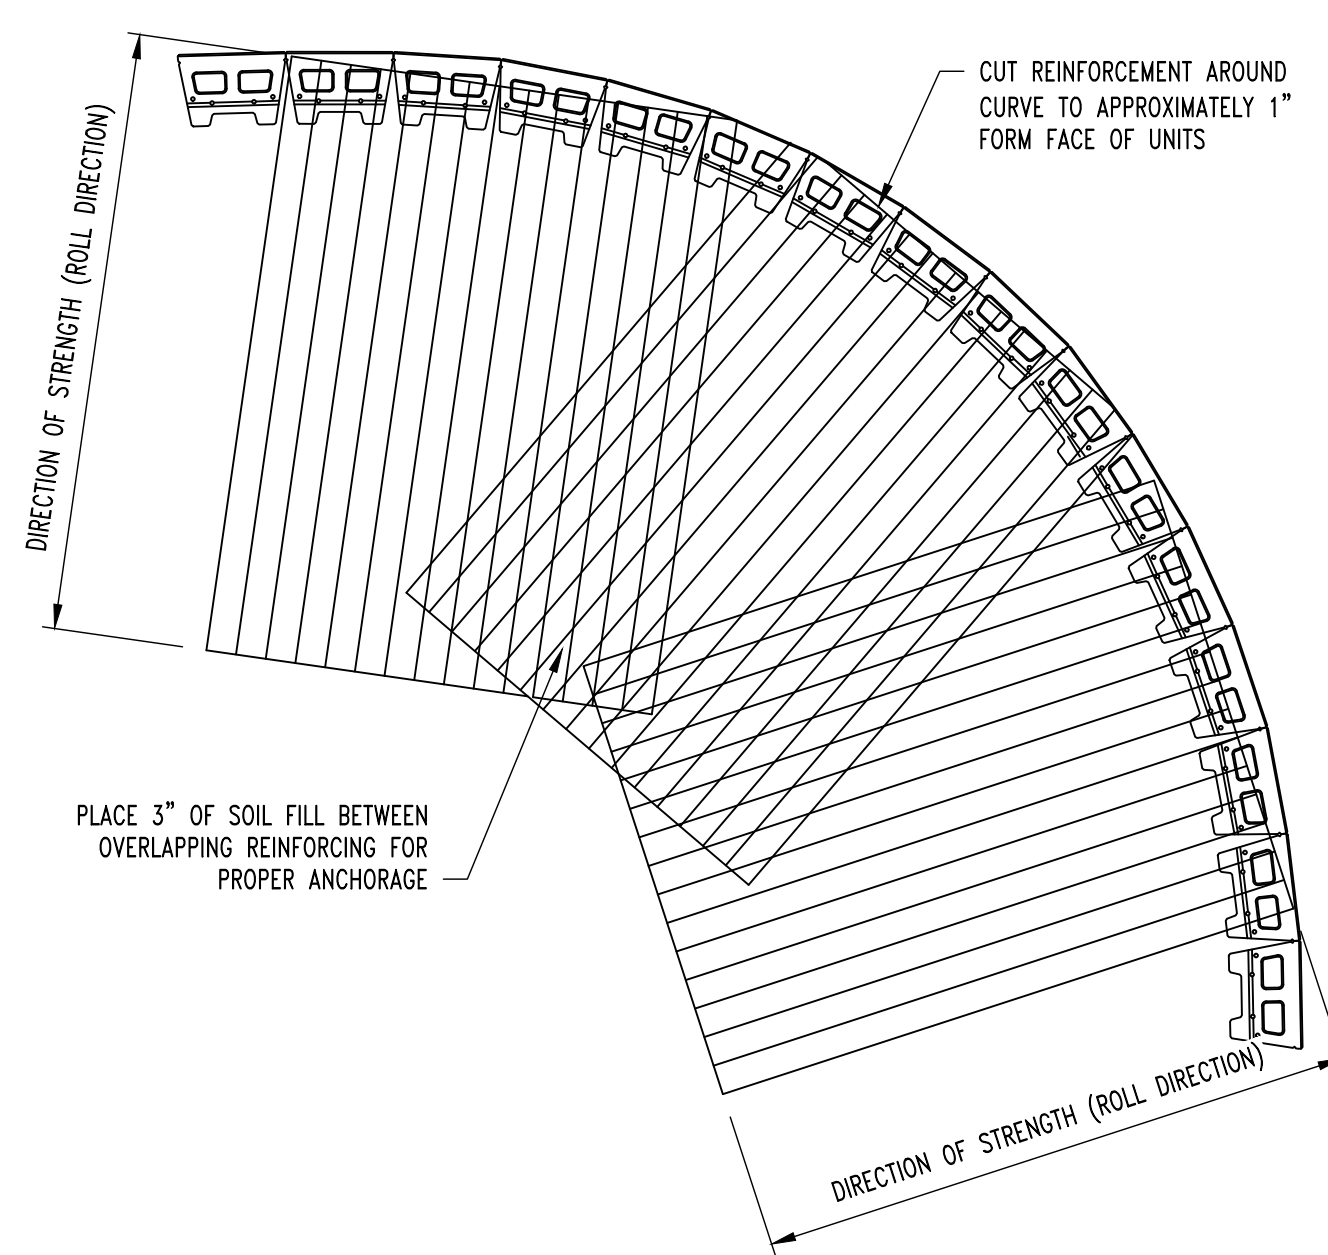 CUT REINFORCEMENT AROUND
CURVE TO APPROXIMATELY 1”
FORM FACE OF UNITS
DIRECTION OF STRENGTH (ROLL DIRECTION)
PLACE 3” OF SOIL FILL BETWEEN
OVERLAPPING REINFORCING FOR
PROPER ANCHORAGE
DIRECTION OF STRENGTH (ROLL DIRECTION)